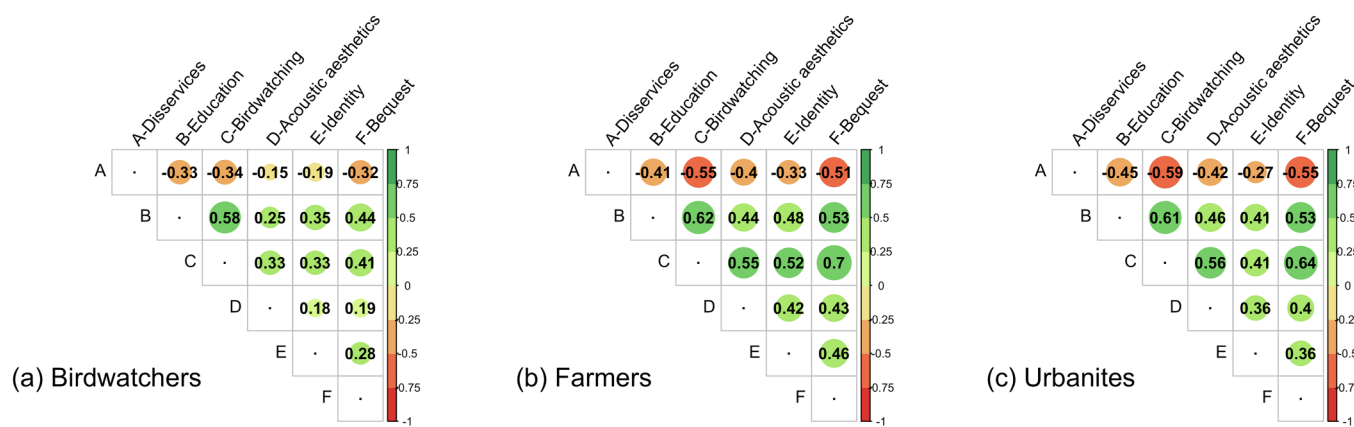 A-Disservices
B-Education
C-Birdwatching
D-Acoustic aesthetics
E-Identity
F-Bequest
A · -0.33 -0.34 -0.15 -0.19 -0.32
B · 0.58 0.25 0.35 0.44
C · 0.33 0.33 0.41
D · 0.18 0.19
E · 0.28
F ·
1
0.75
0.5
0.25
0
-0.25
-0.5
-0.75
-1
(a) Birdwatchers
A-Disservices
B-Education
C-Birdwatching
D-Acoustic aesthetics
E-Identity
F-Bequest
A · -0.41 -0.55 -0.4 -0.33 -0.51
B · 0.62 0.44 0.48 0.53
C · 0.55 0.52 0.7
D · 0.42 0.43
E · 0.46
F ·
1
0.75
0.5
0.25
0
-0.25
-0.5
-0.75
-1
(b) Farmers
A-Disservices
B-Education
C-Birdwatching
D-Acoustic aesthetics
E-Identity
F-Bequest
A · -0.45 -0.59 -0.42 -0.27 -0.55
B · 0.61 0.46 0.41 0.53
C · 0.56 0.41 0.64
D · 0.36 0.4
E · 0.36
F ·
1
0.5
0
-1
(c) Urbanites